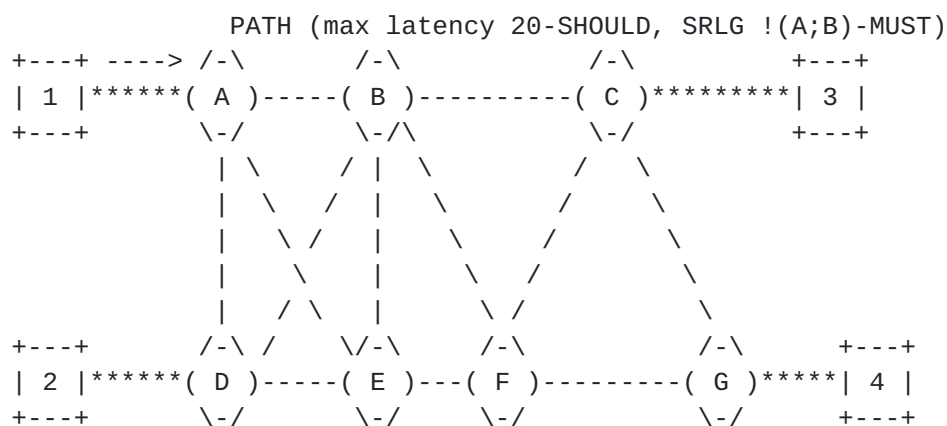 PATH (max latency 20-SHOULD, SRLG !(A;B)-MUST)
+---+ ----> /-\         /-\             /-\          +---+
| 1 |******( A )-----( B )----------( C )*********| 3 |
+---+       \-/         \-/\            \-/          +---+
             | \       / |  \          /   \
             |  \     /  |   \        /     \
             |   \ /     |    \      /       \
             |    \      |     \    /         \
             |   / \     |      \ /            \
+---+       /-\ /     \/-\      /-\            /-\      +---+
| 2 |******( D )-----( E )---( F )---------( G )*****| 4 |
+---+       \-/         \-/      \-/            \-/      +---+